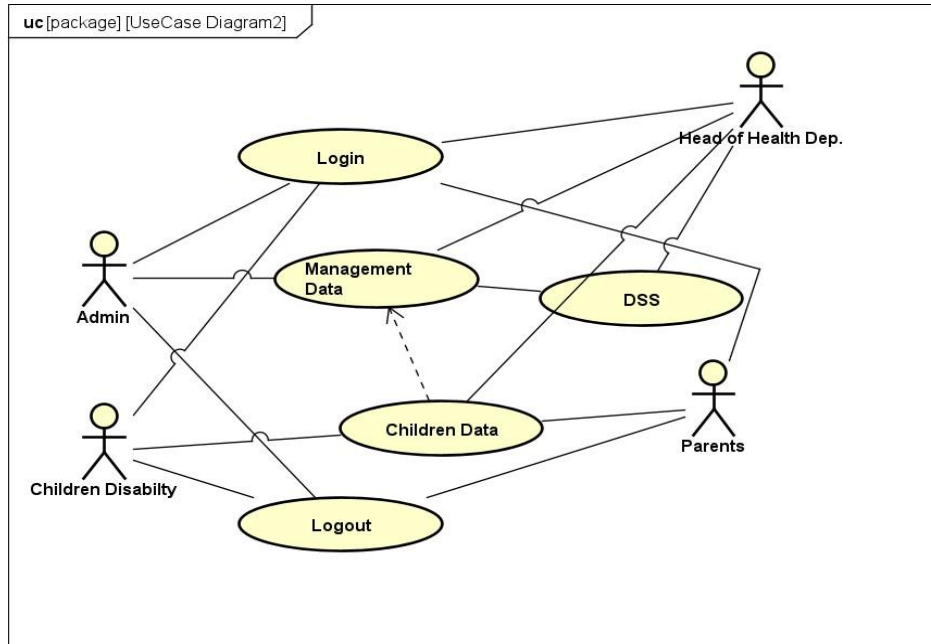 uc [package] [UseCase Diagram2]
Head of Health Dep.
Login
Management
Data
DSS
Admin
Children Data
Parents
Children Disabilty
Logout